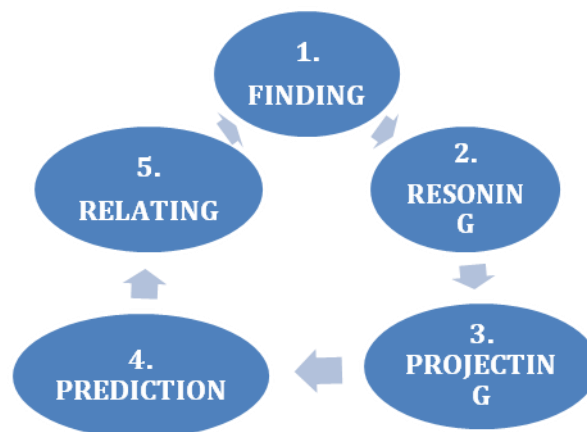 1.
FINDING
2.
RESONIN
G
3.
PROJECTIN
G
4.
PREDICTION
5.
RELATING